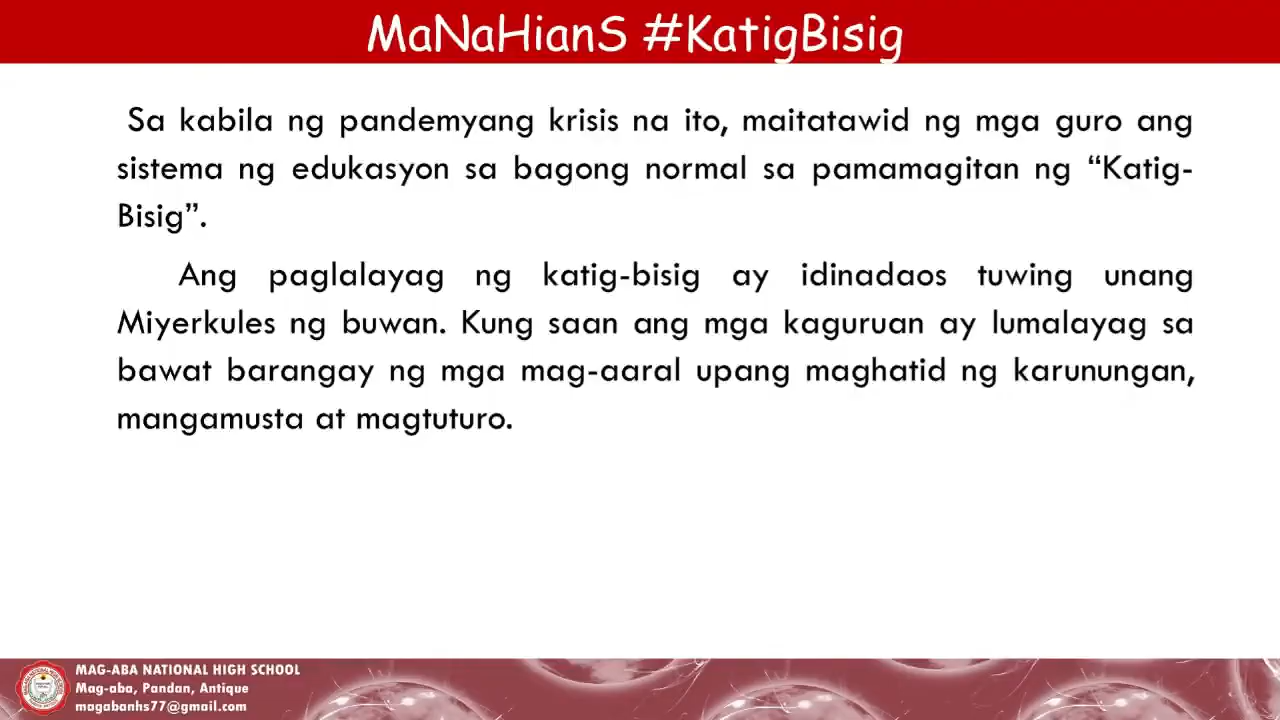 MaNaHianS #KatigBisig
Sa kabila ng pandemyang krisis na ito, maitatawid ng mga guro ang
sistema ng edukasyon sa bagong normal sa pamamagitan ng “Katig-
Bisig”.
Ang paglalayag ng katig-bisig ay idinadaos tuwing unang
Miyerkules ng buwan. Kung saan ang mga kaguruan ay lumalayag sa
bawat barangay ng mga mag-aaral upang maghatid ng karunungan,
mangamusta at magtuturo.
MAG-ABA NATIONAL HIGH SCHOOL
Mag-aba, Pandan, Antique
magabanhs77@gmail.com